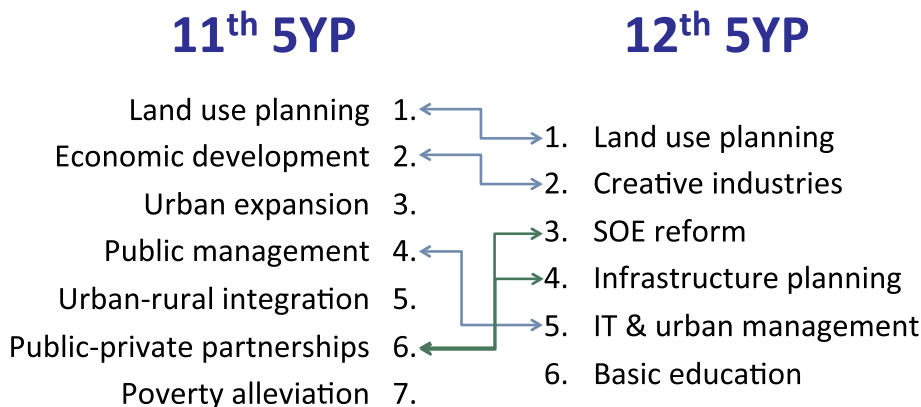 11th 5YP
12th 5YP
Land use planning 1.
Economic development 2.
Urban expansion 3.
Public management 4.
Urban-rural integration 5.
Public-private partnerships 6.
Poverty alleviation 7.
1. Land use planning
2. Creative industries
3. SOE reform
4. Infrastructure planning
5. IT & urban management
6. Basic education